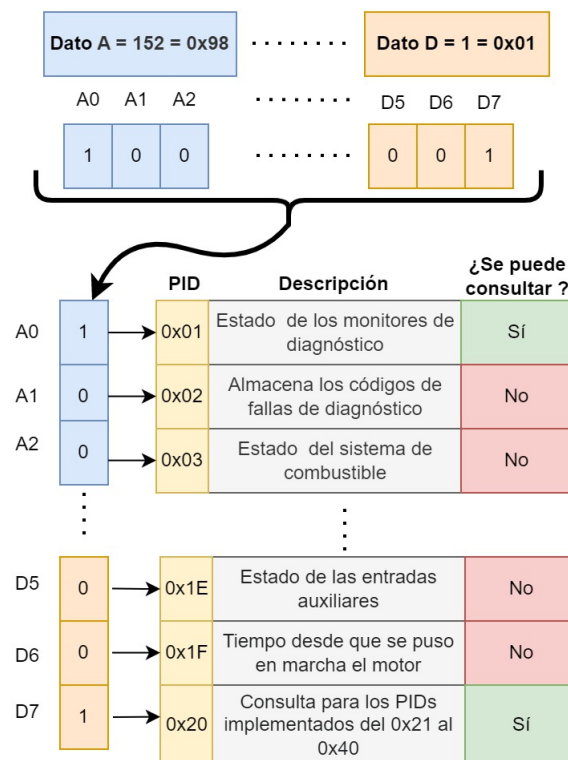 Dato A = 152 = 0x98
Dato D = 1 = 0x01
A0 A1 A2
D5 D6 D7
1 0 0
0 0 1
PID
Descripción
¿Se puede
consultar ?
A0 1 0x01
Estado de los monitores de
diagnóstico
Sí
A1 0 0x02
Almacena los códigos de
fallas de diagnóstico
No
A2 0 0x03
Estado del sistema de
combustible
No
D5 0 0x1E
Estado de las entradas
auxiliares
No
D6 0 0x1F
Tiempo desde que se puso
en marcha el motor
No
D7 1 0x20
Consulta para los PIDs
implementados del 0x21 al
0x40
Sí